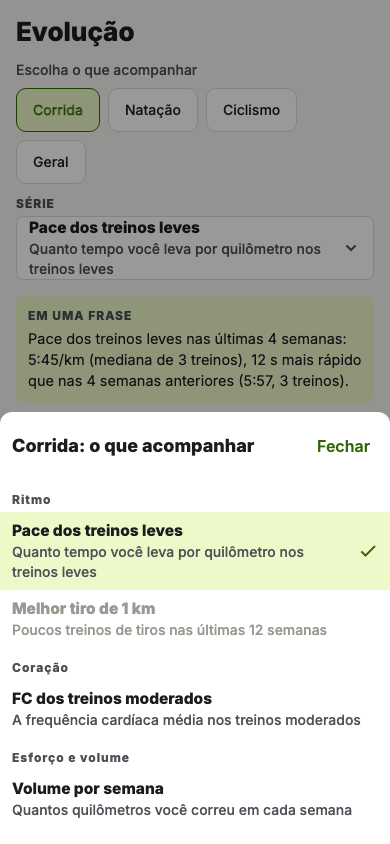 Evolução
Escolha o que acompanhar
Corrida
Natação
Ciclismo
Geral
SÉRIE
Pace dos treinos leves
Quanto tempo você leva por quilômetro nos
treinos leves
EM UMA FRASE
Pace dos treinos leves nas últimas 4 semanas:
5:45/km (mediana de 3 treinos), 12 s mais rápido
que nas 4 semanas anteriores (5:57, 3 treinos).
Corrida: o que acompanhar
Fechar
Ritmo
Pace dos treinos leves
Quanto tempo você leva por quilômetro nos
treinos leves
Melhor tiro de 1 km
Poucos treinos de tiros nas últimas 12 semanas
Coração
FC dos treinos moderados
A frequência cardíaca média nos treinos moderados
Esforço e volume
Volume por semana
Quantos quilômetros você correu em cada semana